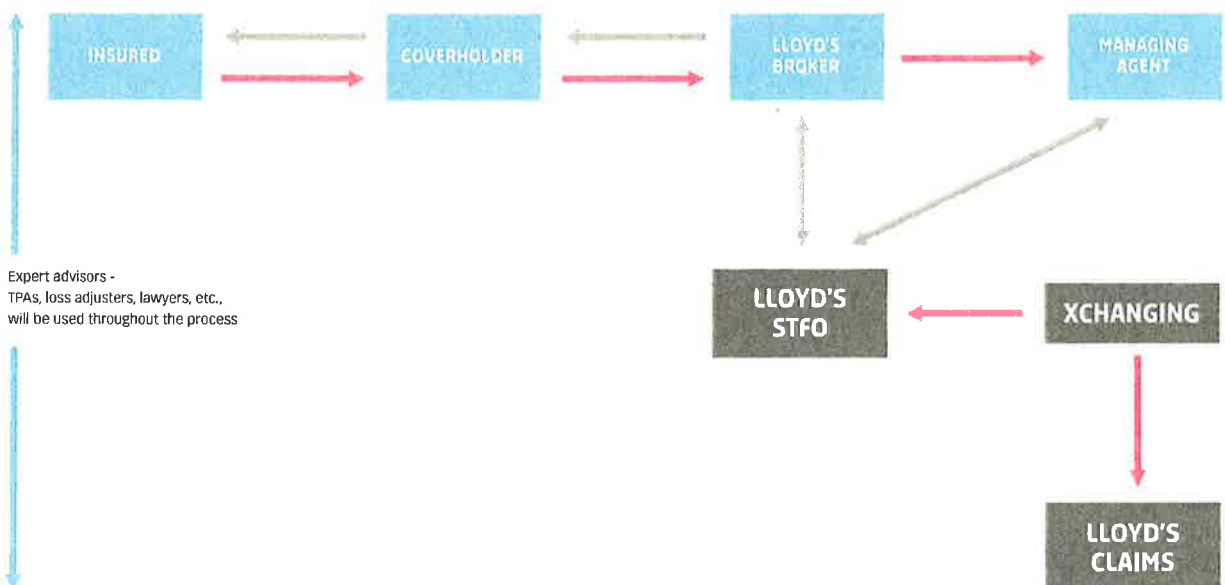 INSURED
COVERHOLDER
LLOYD'S
BROKER
MANAGING
AGENT
Expert advisors -
TPAs, loss adjusters, lawyers, etc.,
will be used throughout the process
LLOYD'S
STFO
XCHANGING
LLOYD'S
CLAIMS